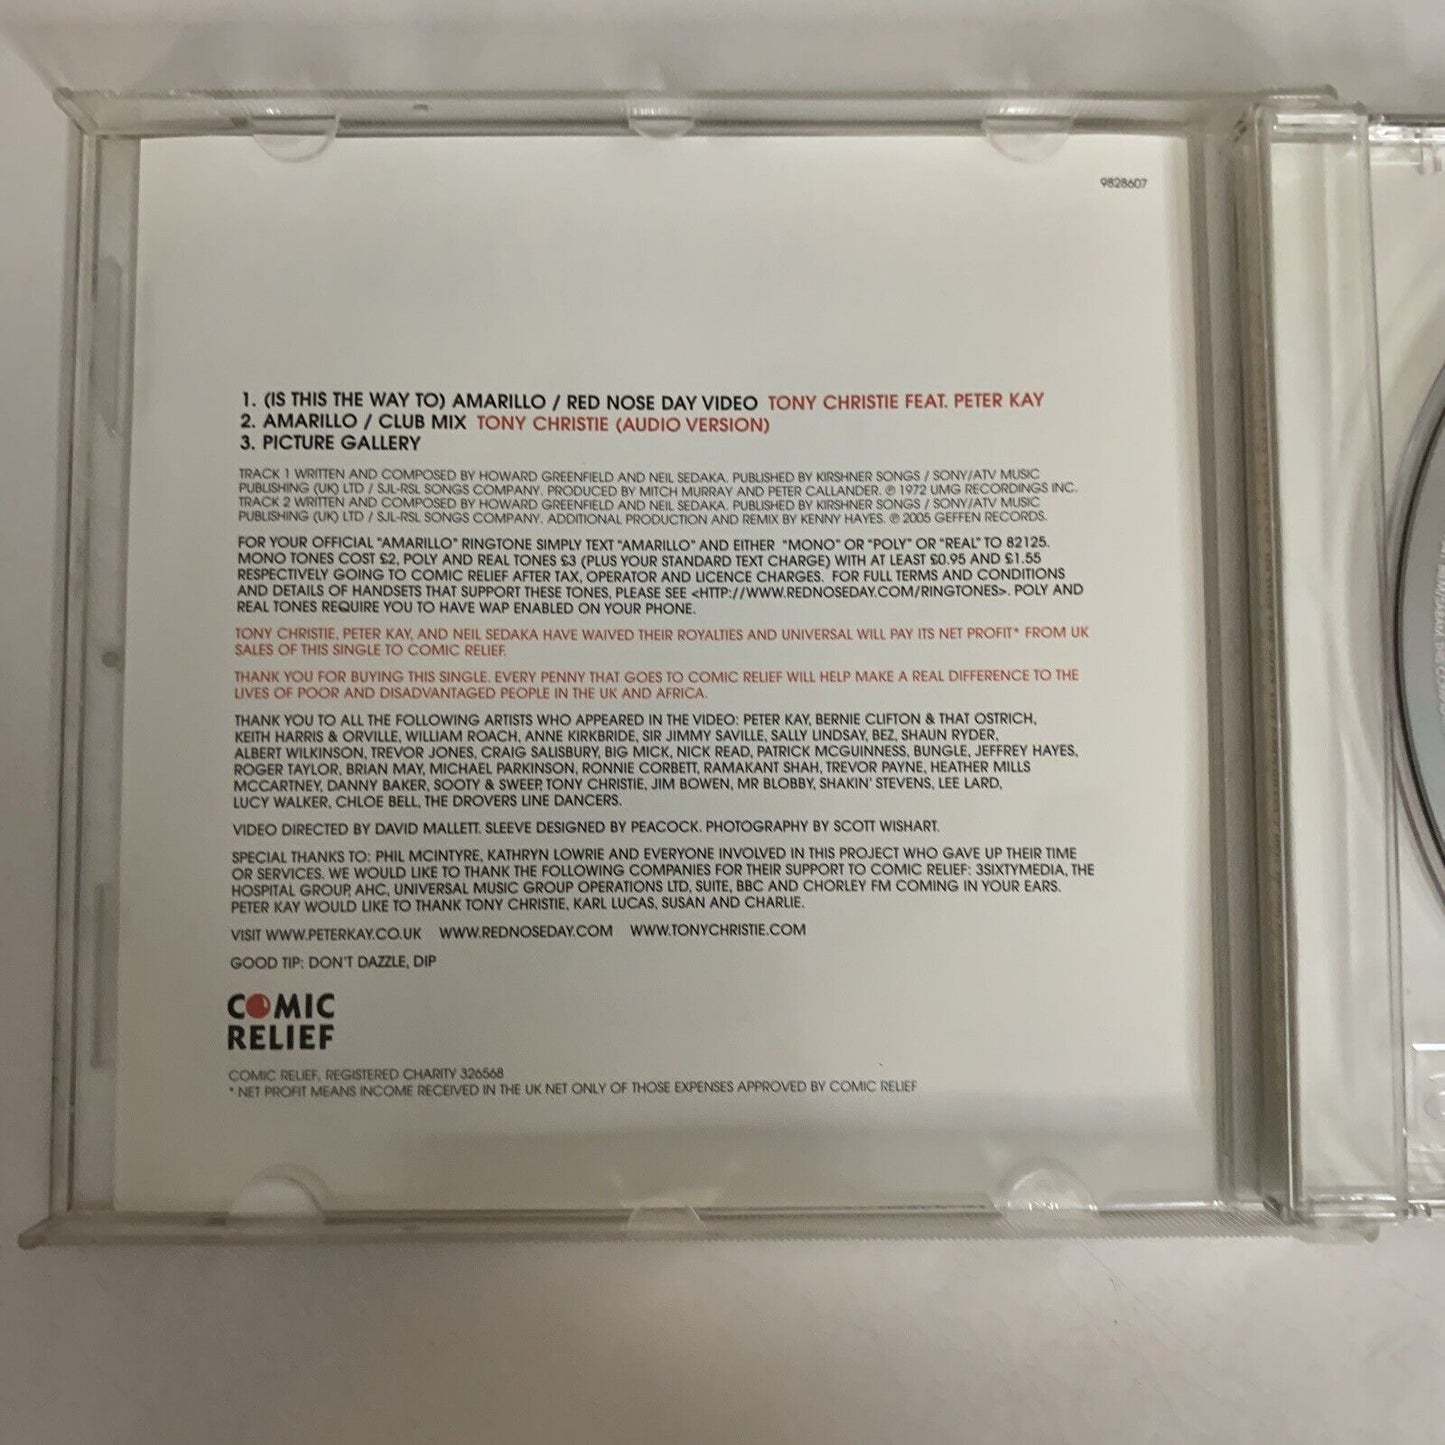 9828607
1. (IS THIS THE WAY TO) AMARILLO / RED NOSE DAY VIDEO TONY CHRISTIE FEAT. PETER KAY
2. AMARILLO / CLUB MIX TONY CHRISTIE (AUDIO VERSION)
3. PICTURE GALLERY
TRACK 1 WRITTEN AND COMPOSED BY HOWARD GREENFIELD AND NEIL SEDAKA. PUBLISHED BY KIRSHNER SONGS / SONY/ATV MUSIC
PUBLISHING (UK) LTD / SJL-RSL SONGS COMPANY. PRODUCED BY MITCH MURRAY AND PETER CALLANDER. ℗ 1972 UMG RECORDINGS INC.
TRACK 2 WRITTEN AND COMPOSED BY HOWARD GREENFIELD AND NEIL SEDAKA. PUBLISHED BY KIRSHNER SONGS / SONY/ATV MUSIC
PUBLISHING (UK) LTD / SJL-RSL SONGS COMPANY. ADDITIONAL PRODUCTION AND REMIX BY KENNY HAYES. ℗ 2005 GEFFEN RECORDS.
FOR YOUR OFFICIAL "AMARILLO" RINGTONE SIMPLY TEXT "AMARILLO" AND EITHER "MONO" OR "POLY" OR "REAL" TO 82125.
MONO TONES COST £2, POLY AND REAL TONES £3 (PLUS YOUR STANDARD TEXT CHARGE) WITH AT LEAST £0.95 AND £1.55
RESPECTIVELY GOING TO COMIC RELIEF AFTER TAX, OPERATOR AND LICENCE CHARGES. FOR FULL TERMS AND CONDITIONS
AND DETAILS OF HANDSETS THAT SUPPORT THESE TONES, PLEASE SEE <HTTP://WWW.REDNOSEDAY.COM/RINGTONES>. POLY AND
REAL TONES REQUIRE YOU TO HAVE WAP ENABLED ON YOUR PHONE.
TONY CHRISTIE, PETER KAY, AND NEIL SEDAKA HAVE WAIVED THEIR ROYALTIES AND UNIVERSAL WILL PAY ITS NET PROFIT* FROM UK
SALES OF THIS SINGLE TO COMIC RELIEF.
THANK YOU FOR BUYING THIS SINGLE. EVERY PENNY THAT GOES TO COMIC RELIEF WILL HELP MAKE A REAL DIFFERENCE TO THE
LIVES OF POOR AND DISADVANTAGED PEOPLE IN THE UK AND AFRICA.
THANK YOU TO ALL THE FOLLOWING ARTISTS WHO APPEARED IN THE VIDEO: PETER KAY, BERNIE CLIFTON & THAT OSTRICH,
KEITH HARRIS & ORVILLE, WILLIAM ROACH, ANNE KIRKBRIDE, SIR JIMMY SAVILLE, SALLY LINDSAY, BEZ, SHAUN RYDER,
ALBERT WILKINSON, TREVOR JONES, CRAIG SALISBURY, BIG MICK, NICK READ, PATRICK MCGUINNESS, BUNGLE, JEFFREY HAYES,
ROGER TAYLOR, BRIAN MAY, MICHAEL PARKINSON, RONNIE CORBETT, RAMAKANT SHAH, TREVOR PAYNE, HEATHER MILLS
MCCARTNEY, DANNY BAKER, SOOTY & SWEEP, TONY CHRISTIE, JIM BOWEN, MR BLOBBY, SHAKIN' STEVENS, LEE LARD,
LUCY WALKER, CHLOE BELL, THE DROVERS LINE DANCERS.
VIDEO DIRECTED BY DAVID MALLETT. SLEEVE DESIGNED BY PEACOCK. PHOTOGRAPHY BY SCOTT WISHART.
SPECIAL THANKS TO: PHIL MCINTYRE, KATHRYN LOWRIE AND EVERYONE INVOLVED IN THIS PROJECT WHO GAVE UP THEIR TIME
OR SERVICES. WE WOULD LIKE TO THANK THE FOLLOWING COMPANIES FOR THEIR SUPPORT TO COMIC RELIEF: 3SIXTYMEDIA, THE
HOSPITAL GROUP, AHC, UNIVERSAL MUSIC GROUP OPERATIONS LTD, SUITE, BBC AND CHORLEY FM COMING IN YOUR EARS.
PETER KAY WOULD LIKE TO THANK TONY CHRISTIE, KARL LUCAS, SUSAN AND CHARLIE.
VISIT WWW.PETERKAY.CO.UK WWW.REDNOSEDAY.COM WWW.TONYCHRISTIE.COM
GOOD TIP: DON'T DAZZLE, DIP
COMIC
RELIEF
COMIC RELIEF, REGISTERED CHARITY 326568
* NET PROFIT MEANS INCOME RECEIVED IN THE UK NET ONLY OF THOSE EXPENSES APPROVED BY COMIC RELIEF